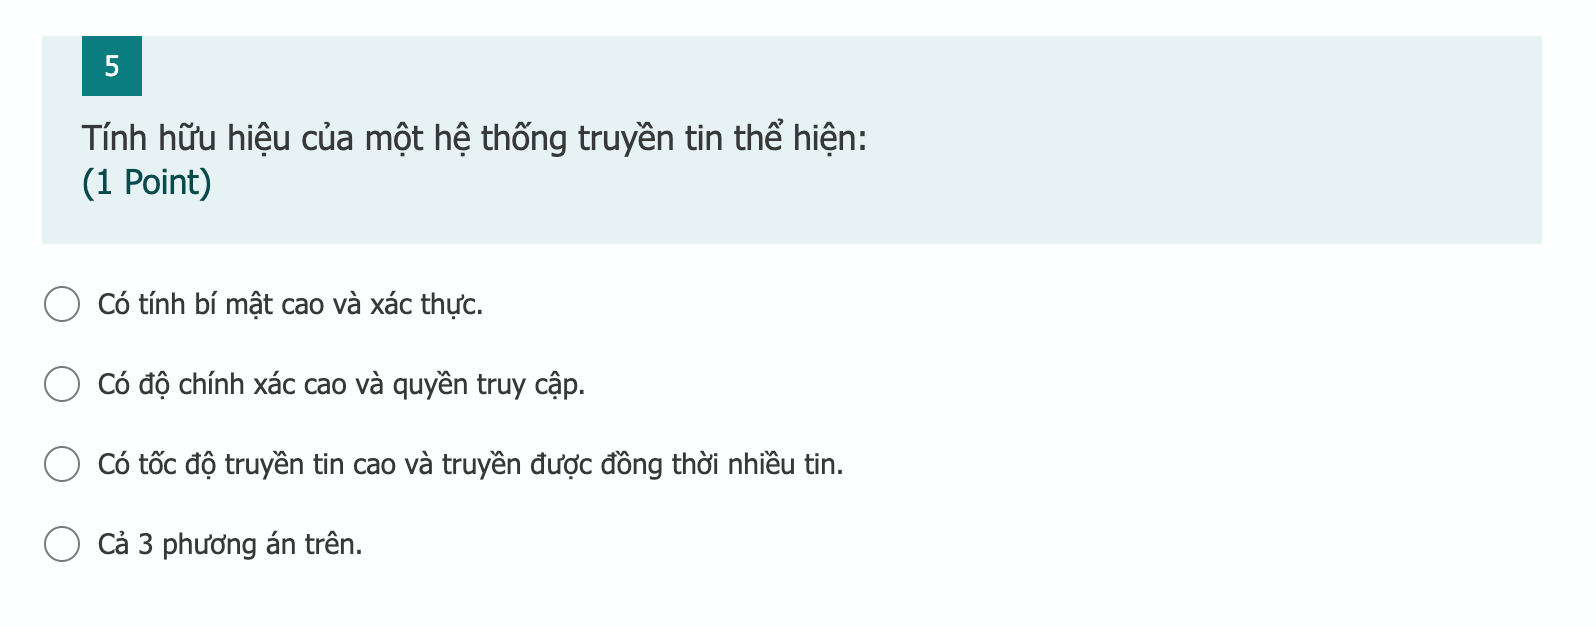 5
Tính hữu hiệu của một hệ thống truyền tin thể hiện:
(1 Point)
Có tính bí mật cao và xác thực.
Có độ chính xác cao và quyền truy cập.
Có tốc độ truyền tin cao và truyền được đồng thời nhiều tin.
Cả 3 phương án trên.